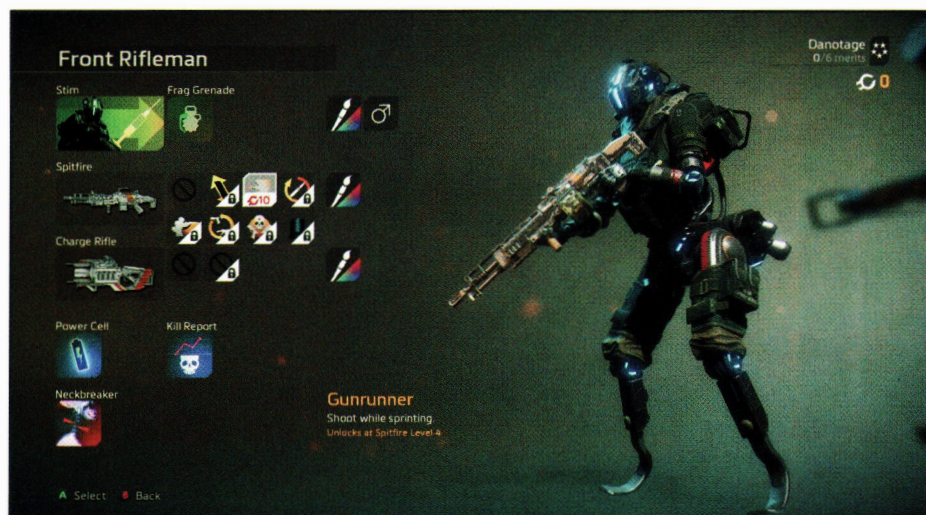 Front Rifleman
Danotage
0/6 merits
0
Stim
Frag Grenade
Spitfire
10
Charge Rifle
Power Cell
Kill Report
Neckbreaker
Gunrunner
Shoot while sprinting
Unlocks at Spitfire Level 4
A Select B Back